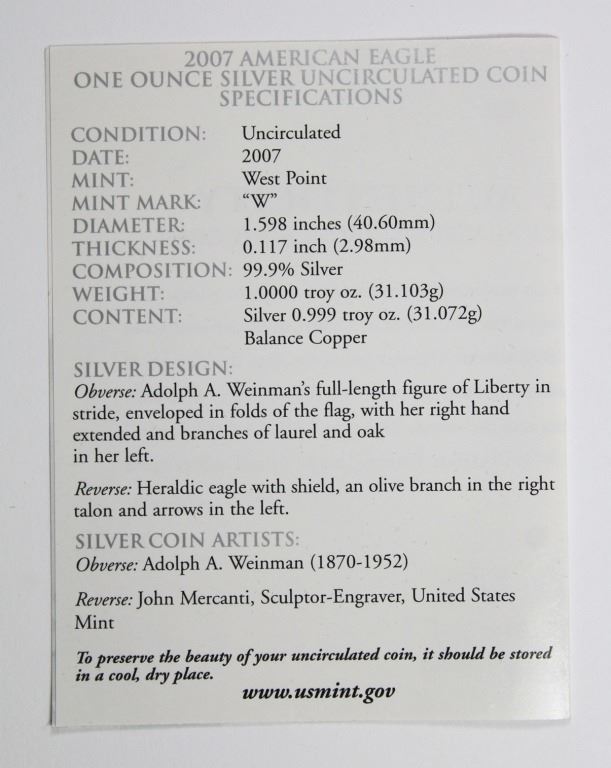 2007 AMERICAN EAGLE
ONE OUNCE SILVER UNCIRCULATED COIN
SPECIFICATIONS
CONDITION: Uncirculated
DATE: 2007
MINT: West Point
MINT MARK: “W”
DIAMETER: 1.598 inches (40.60mm)
THICKNESS: 0.117 inch (2.98mm)
COMPOSITION: 99.9% Silver
WEIGHT: 1.0000 troy oz. (31.103g)
CONTENT: Silver 0.999 troy oz. (31.072g)
Balance Copper
SILVER DESIGN:
Obverse: Adolph A. Weinman’s full-length figure of Liberty in
stride, enveloped in folds of the flag, with her right hand
extended and branches of laurel and oak
in her left.
Reverse: Heraldic eagle with shield, an olive branch in the right
talon and arrows in the left.
SILVER COIN ARTISTS:
Obverse: Adolph A. Weinman (1870-1952)
Reverse: John Mercanti, Sculptor-Engraver, United States
Mint
To preserve the beauty of your uncirculated coin, it should be stored
in a cool, dry place.
www.usmint.gov